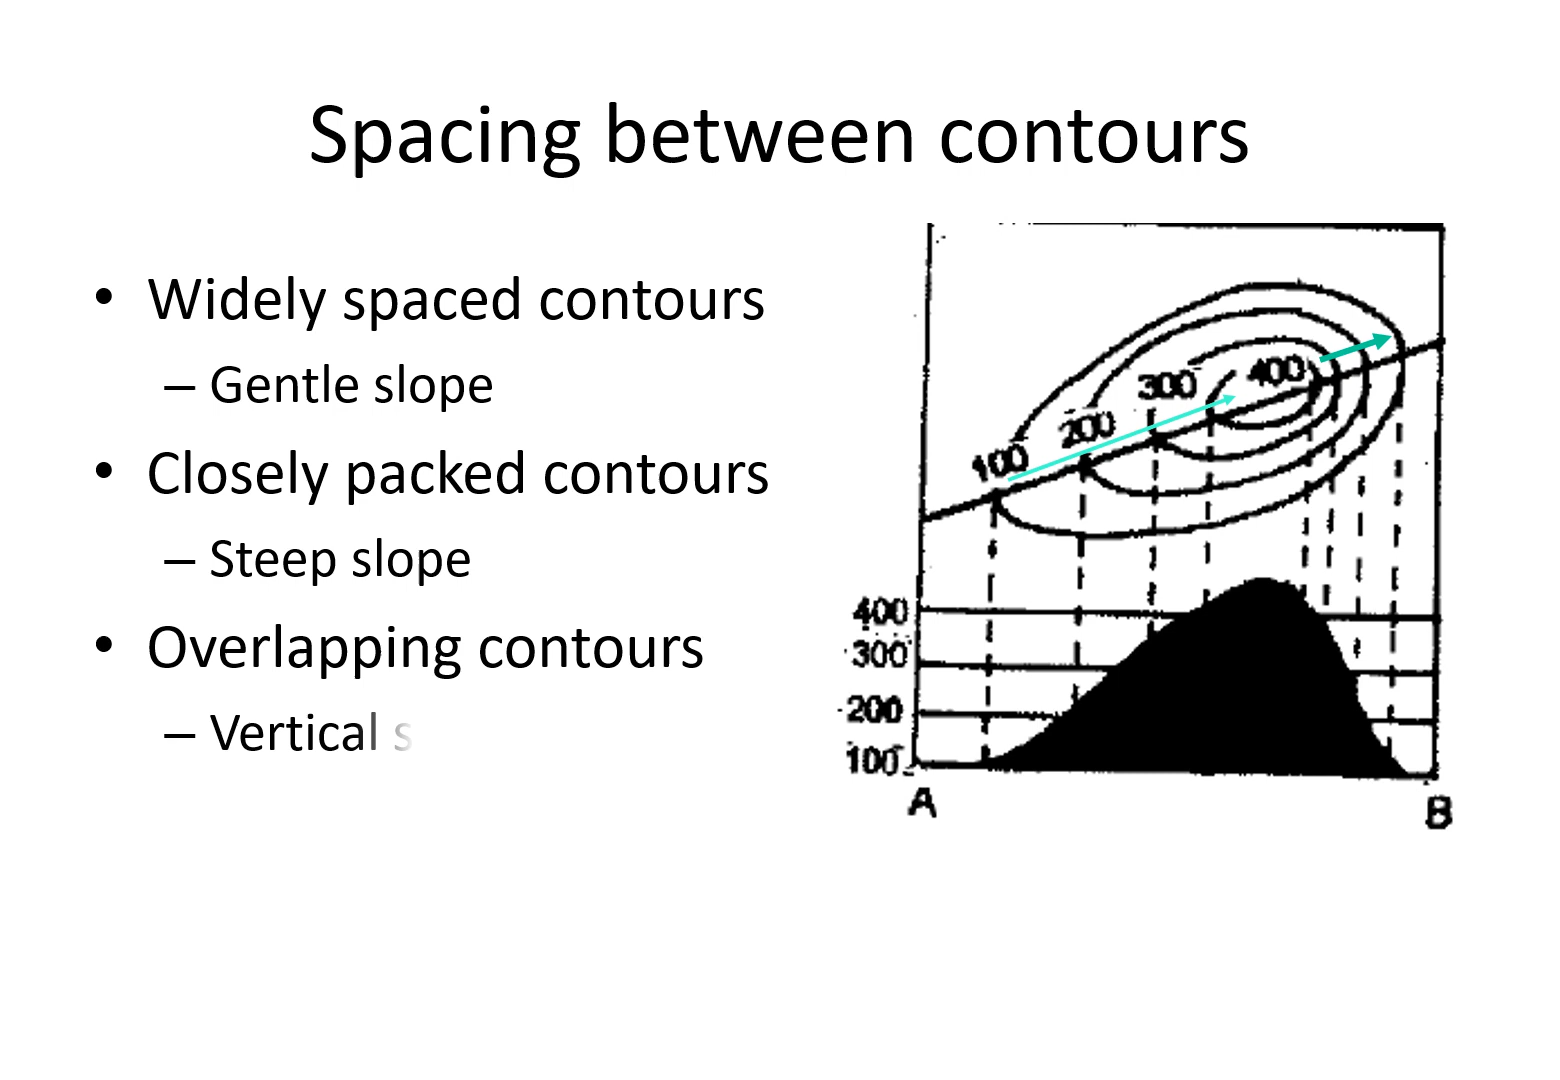 Spacing between contours
• Widely spaced contours
– Gentle slope
• Closely packed contours
– Steep slope
• Overlapping contours
– Vertical s
400
300
200
100
400
300
200
100
A
B